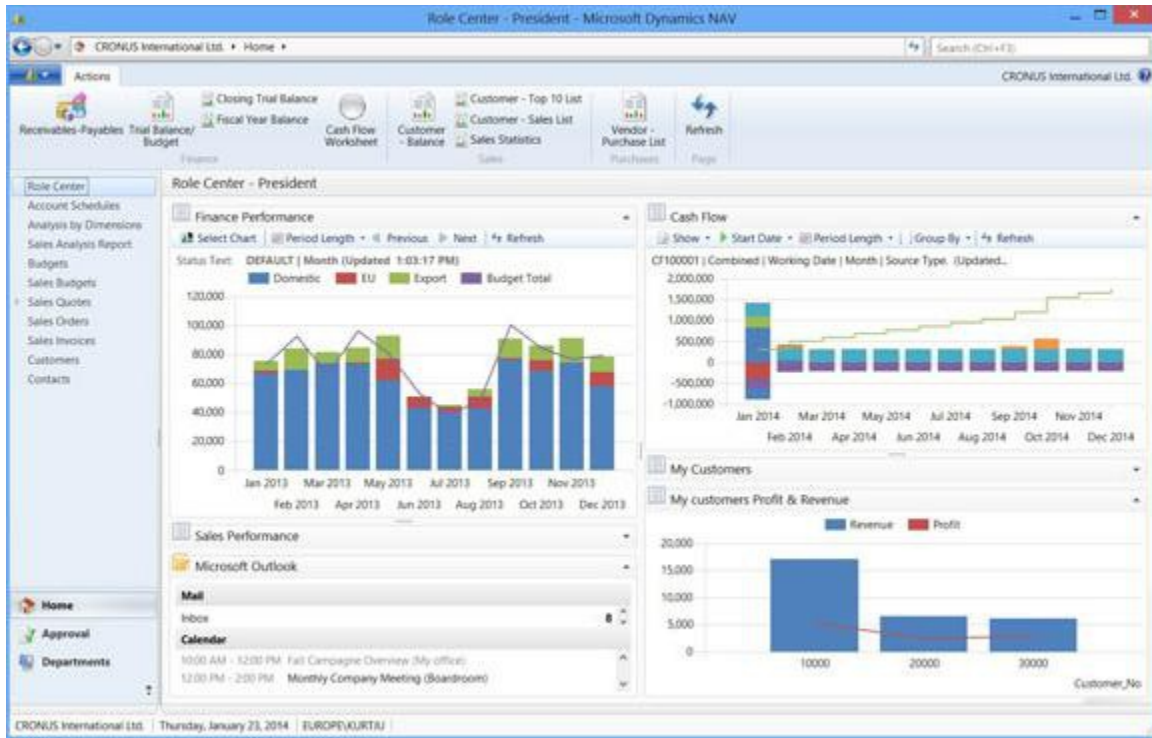 Role Center - President - Microsoft Dynamics NAV
CRONUS International Ltd. Home
Search (Ctrl+F3)
Actions
CRONUS International Ltd.
Receivables-Payables
Trial Balance/ Budget
Closing Trial Balance
Fiscal Year Balance
Cash Flow Worksheet
Finance
Customer - Balance
Customer - Top 10 List
Customer - Sales List
Sales Statistics
Sales
Vendor - Purchase List
Purchases
Refresh
Page
Role Center
Account Schedules
Analysis by Dimensions
Sales Analysis Report
Budgets
Sales Budgets
Sales Quotes
Sales Orders
Sales Invoices
Customers
Contacts
Home
Approval
Departments
Role Center - President
Finance Performance
Select Chart Period Length Previous Next Refresh
Status Text: DEFAULT | Month (Updated 1:03:17 PM)
Domestic EU Export Budget Total
120,000
100,000
80,000
60,000
40,000
20,000
0
Jan 2013 Mar 2013 May 2013 Jul 2013 Sep 2013 Nov 2013
Feb 2013 Apr 2013 Jun 2013 Aug 2013 Oct 2013 Dec 2013
Sales Performance
Microsoft Outlook
Mail
Inbox 8
Calendar
10:00 AM - 12:00 PM Fall Campagne Overview (My office)
12:00 PM - 2:00 PM Monthly Company Meeting (Boardroom)
Cash Flow
Show Start Date Period Length Group By Refresh
CF100001 | Combined | Working Date | Month | Source Type. (Updated...
2,000,000
1,500,000
1,000,000
500,000
0
-500,000
-1,000,000
Jan 2014 Mar 2014 May 2014 Jul 2014 Sep 2014 Nov 2014
Feb 2014 Apr 2014 Jun 2014 Aug 2014 Oct 2014 Dec 2014
My Customers
My customers Profit & Revenue
Revenue Profit
20,000
15,000
10,000
5,000
0
10000 20000 30000
Customer_No
CRONUS International Ltd. Thursday, January 23, 2014 EUROPE\KURTJU